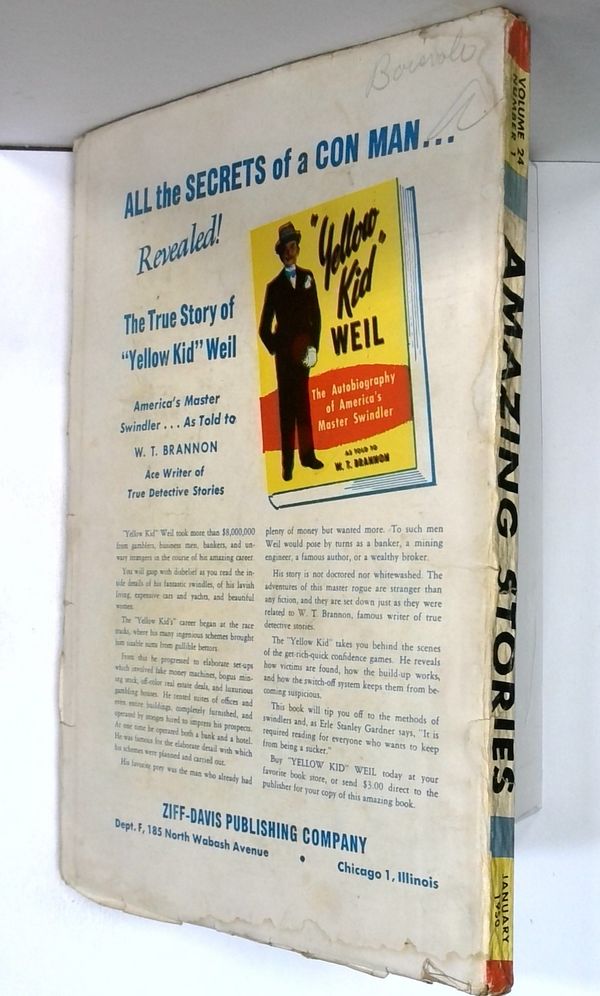 ALL the SECRETS of a CON MAN...
Revealed!
The True Story of
"Yellow Kid" Weil
America's Master
Swindler . . . As Told to
W. T. BRANNON
Ace Writer of
True Detective Stories
"Yellow
Kid"
WEIL
The Autobiography
of America's
Master Swindler
AS TOLD TO
W. T. BRANNON
"Yellow Kid" Weil took more than $8,000,000
from gamblers, business men, bankers, and un-
wary strangers in the course of his amazing career.
You will gasp with disbelief as you read the in-
side details of his fantastic swindles, of his lavish
living, expensive cars and yachts, and beautiful
women.
The "Yellow Kid's" career began at the race
tracks, where his many ingenious schemes brought
him sizable sums from gullible bettors.
From this he progressed to elaborate set-ups
which involved fake money machines, bogus min-
ing stock, off-color real estate deals, and luxurious
gambling houses. He rented suites of offices and
even entire buildings, completely furnished, and
operated by stooges hired to impress his prospects.
At one time he operated both a bank and a hotel.
He was famous for the elaborate detail with which
his schemes were planned and carried out.
His favorite prey was the man who already had
plenty of money but wanted more. To such men
Weil would pose by turns as a banker, a mining
engineer, a famous author, or a wealthy broker.
His story is not doctored nor whitewashed. The
adventures of this master rogue are stranger than
any fiction, and they are set down just as they were
related to W. T. Brannon, famous writer of true
detective stories.
The "Yellow Kid" takes you behind the scenes
of the get-rich-quick confidence games. He reveals
how victims are found, how the build-up works,
and how the switch-off system keeps them from be-
coming suspicious.
This book will tip you off to the methods of
swindlers and, as Erle Stanley Gardner says, "It is
required reading for everyone who wants to keep
from being a sucker."
Buy "YELLOW KID" WEIL today at your
favorite book store, or send $3.00 direct to the
publisher for your copy of this amazing book.
ZIFF-DAVIS PUBLISHING COMPANY
Dept. F, 185 North Wabash Avenue • Chicago 1, Illinois
VOLUME 24
NUMBER 1
AMAZING STORIES
JANUARY
1950